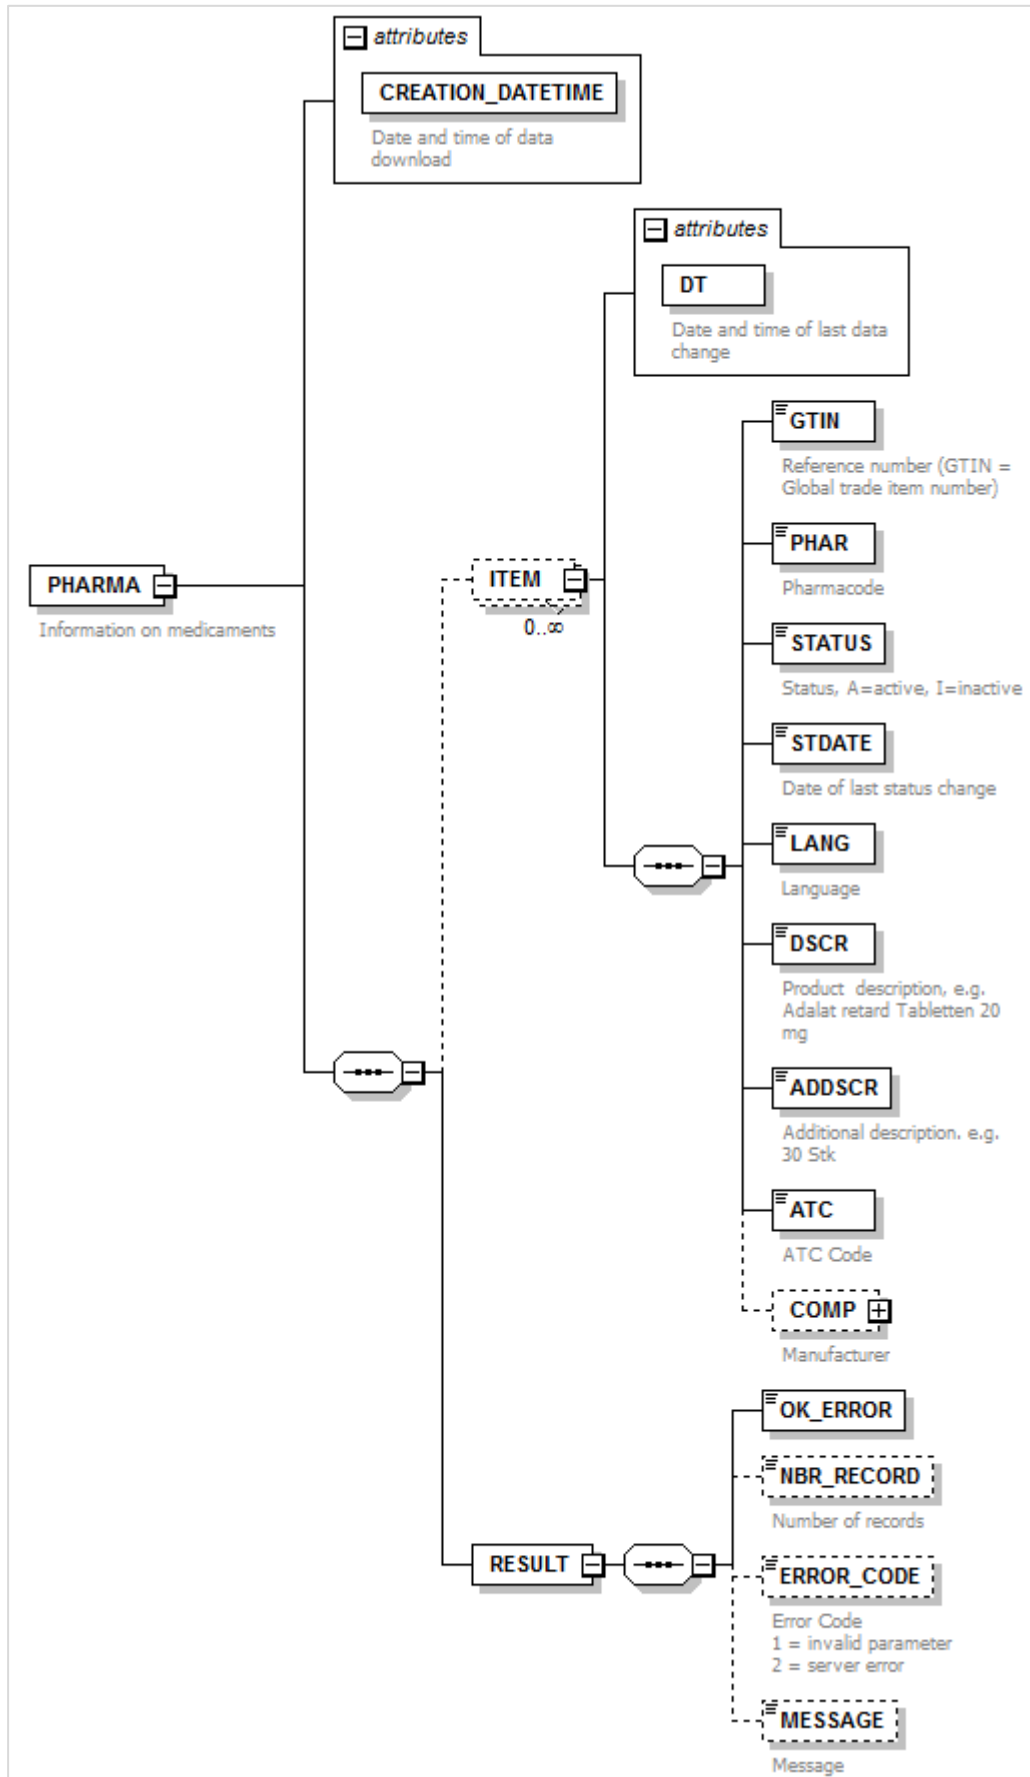 attributes
CREATION_DATETIME
Date and time of data
download
attributes
DT
Date and time of last data
change
GTIN
Reference number (GTIN =
Global trade item number)
PHAR
Pharmacode
PHARMA
Information on medicaments
ITEM
0..∞
STATUS
Status, A=active, I=inactive
STDATE
Date of last status change
LANG
Language
DSCR
Product description, e.g.
Adalat retard Tabletten 20
mg
ADDSCR
Additional description. e.g.
30 Stk
ATC
ATC Code
COMP
Manufacturer
OK_ERROR
NBR_RECORD
Number of records
RESULT
ERROR_CODE
Error Code
1 = invalid parameter
2 = server error
MESSAGE
Message